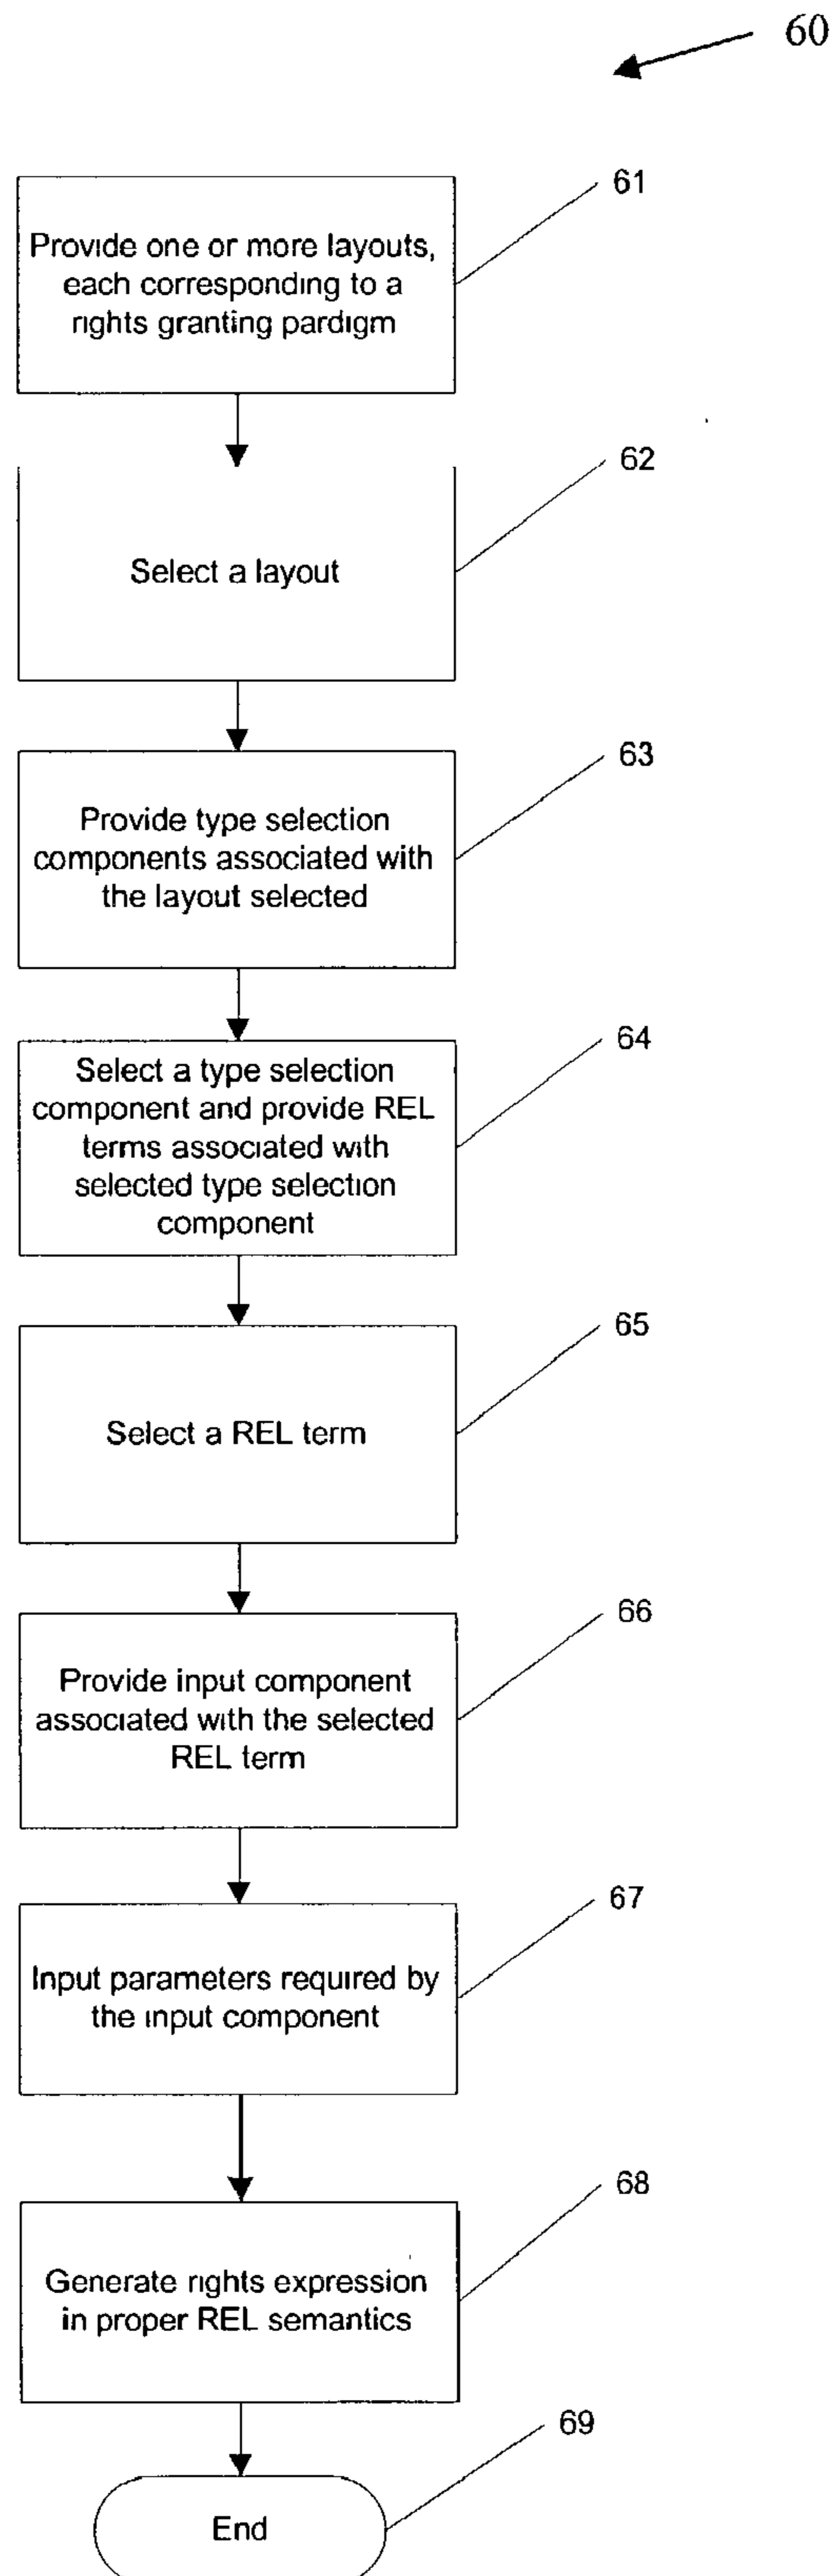 60
61
Provide one or more layouts,
each corresponding to a
rights granting pardigm
62
Select a layout
63
Provide type selection
components associated with
the layout selected
64
Select a type selection
component and provide REL
terms associated with
selected type selection
component
65
Select a REL term
66
Provide input component
associated with the selected
REL term
67
Input parameters required by
the input component
68
Generate rights expression
in proper REL semantics
69
End